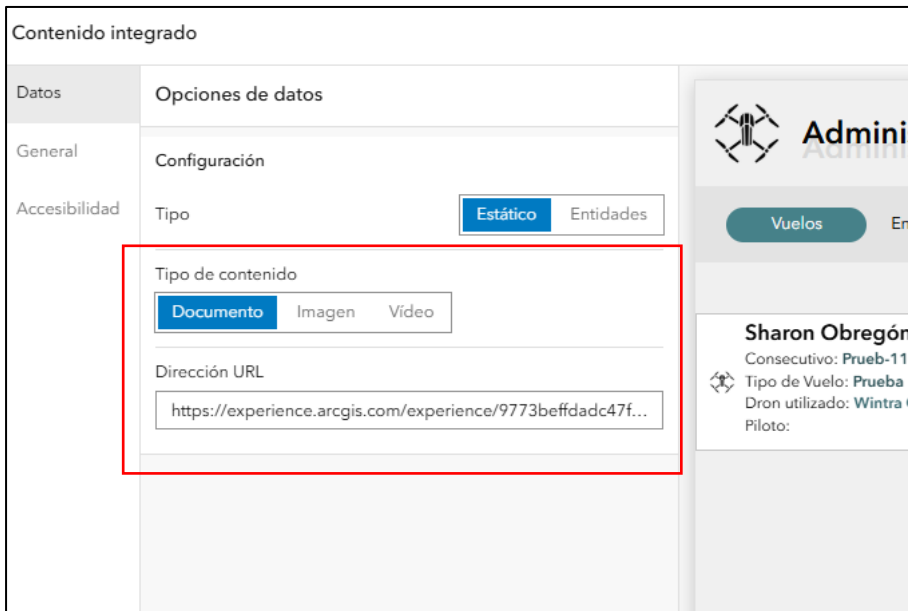 Contenido integrado
Datos
General
Accesibilidad
Opciones de datos
Configuración
Tipo
Estático Entidades
Tipo de contenido
Documento Imagen Vídeo
Dirección URL
https://experience.arcgis.com/experience/9773beffdadc47f...
Admini
Vuelos En
Sharon Obregón
Consecutivo: Prueb-11
Tipo de Vuelo: Prueba
Dron utilizado: Wintra
Piloto: